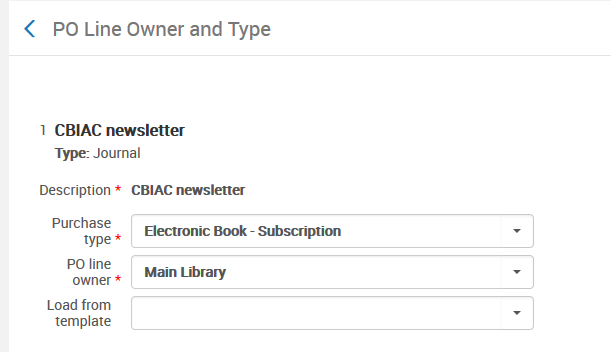 PO Line Owner and Type
1 CBIAC newsletter
Type: Journal
Description * CBIAC newsletter
Purchase
type * Electronic Book - Subscription
PO line
owner * Main Library
Load from
template